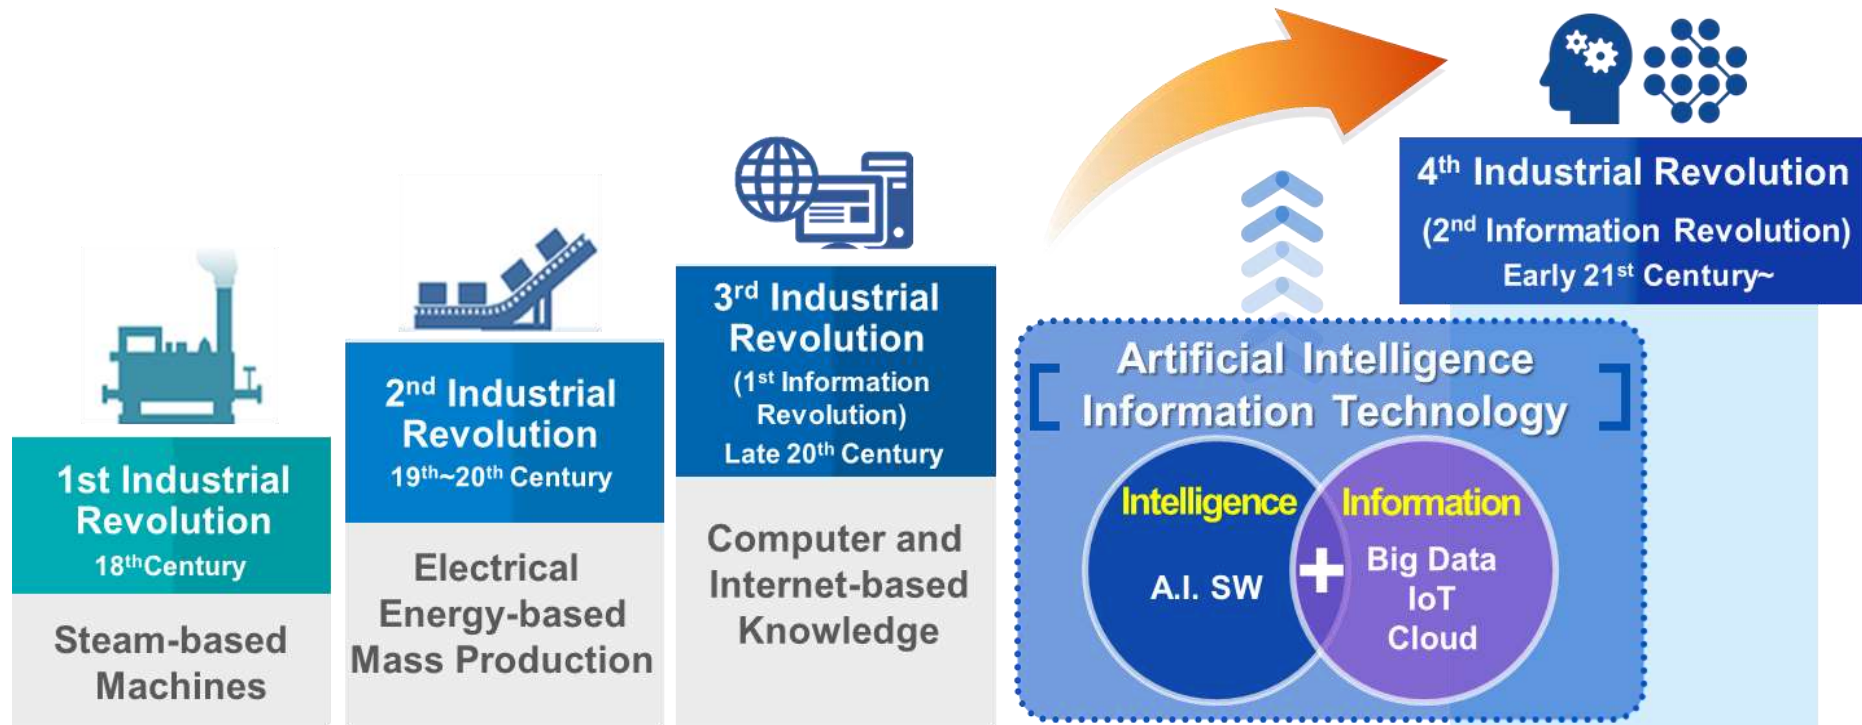 1st Industrial
Revolution
18thCentury
Steam-based
Machines
2nd Industrial
Revolution
19th~20th Century
Electrical
Energy-based
Mass Production
3rd Industrial
Revolution
(1st Information
Revolution)
Late 20th Century
Computer and
Internet-based
Knowledge
4th Industrial Revolution
(2nd Information Revolution)
Early 21st Century~
Artificial Intelligence
Information Technology
Intelligence
A.I. SW
+
Information
Big Data
IoT
Cloud